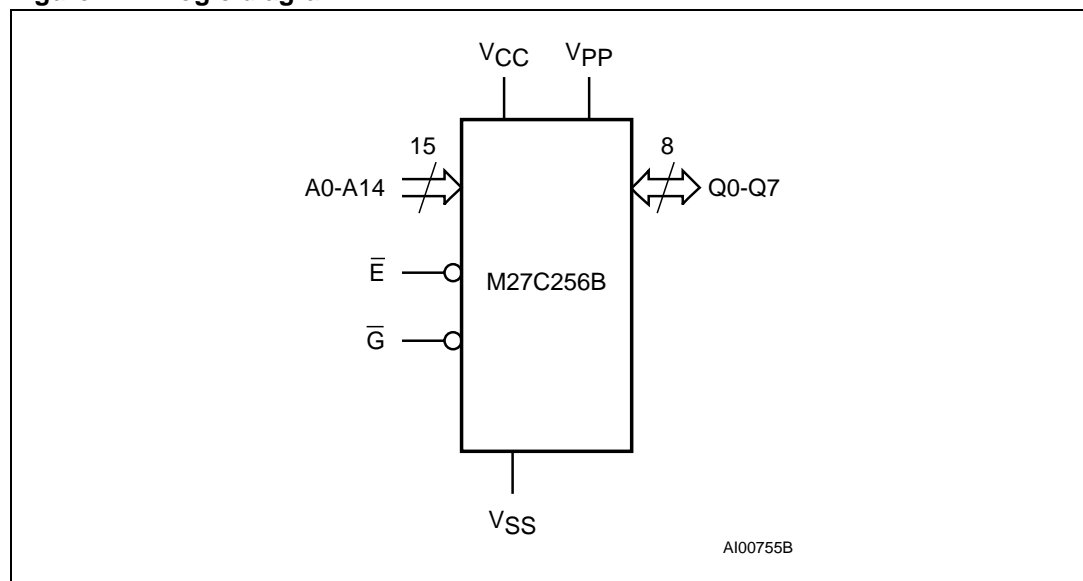 VCC VPP
15 8
A0-A14 Q0-Q7
E̅
M27C256B
G̅
VSS
AI00755B